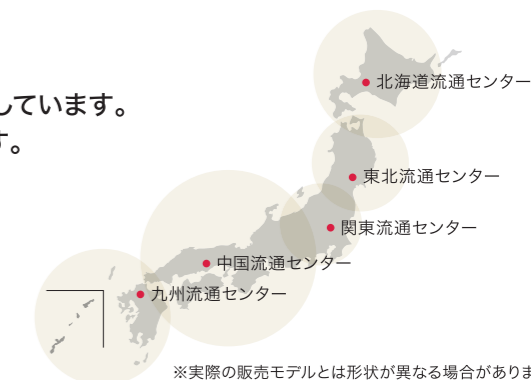 しています。
す。
北海道流通センター
東北流通センター
関東流通センター
中国流通センター
九州流通センター
※実際の販売モデルとは形状が異なる場合がありま